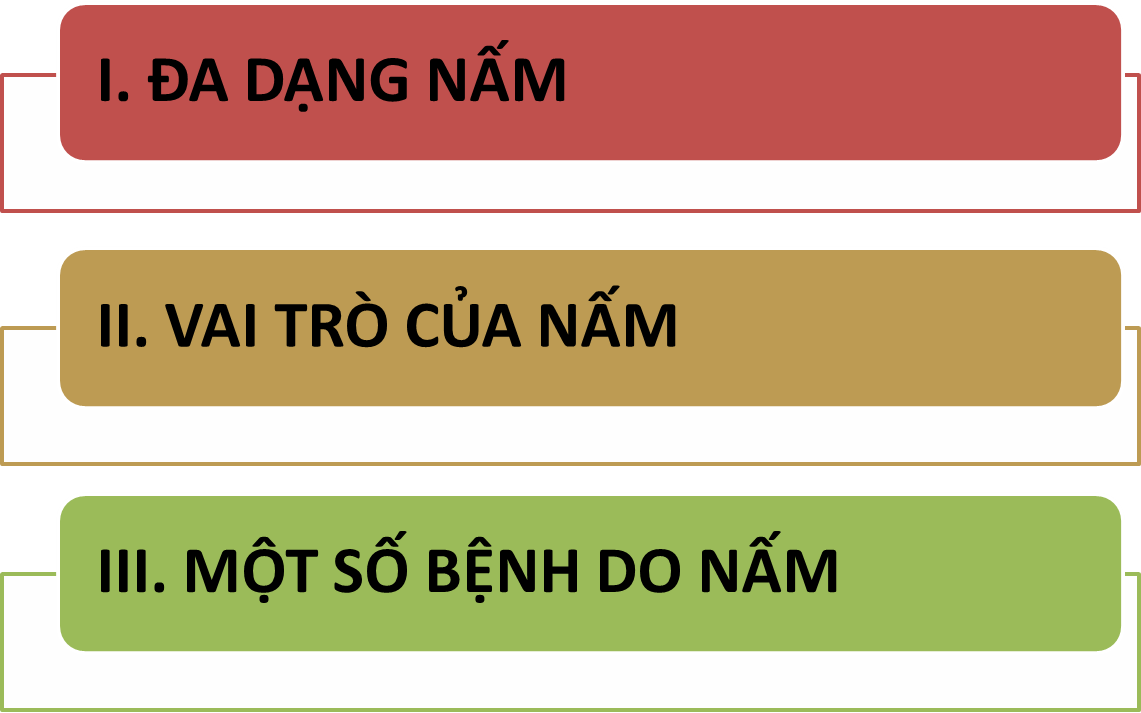 I. ĐA DẠNG NẤM
II. VAI TRÒ CỦA NẤM
III. MỘT SỐ BỆNH DO NẤM